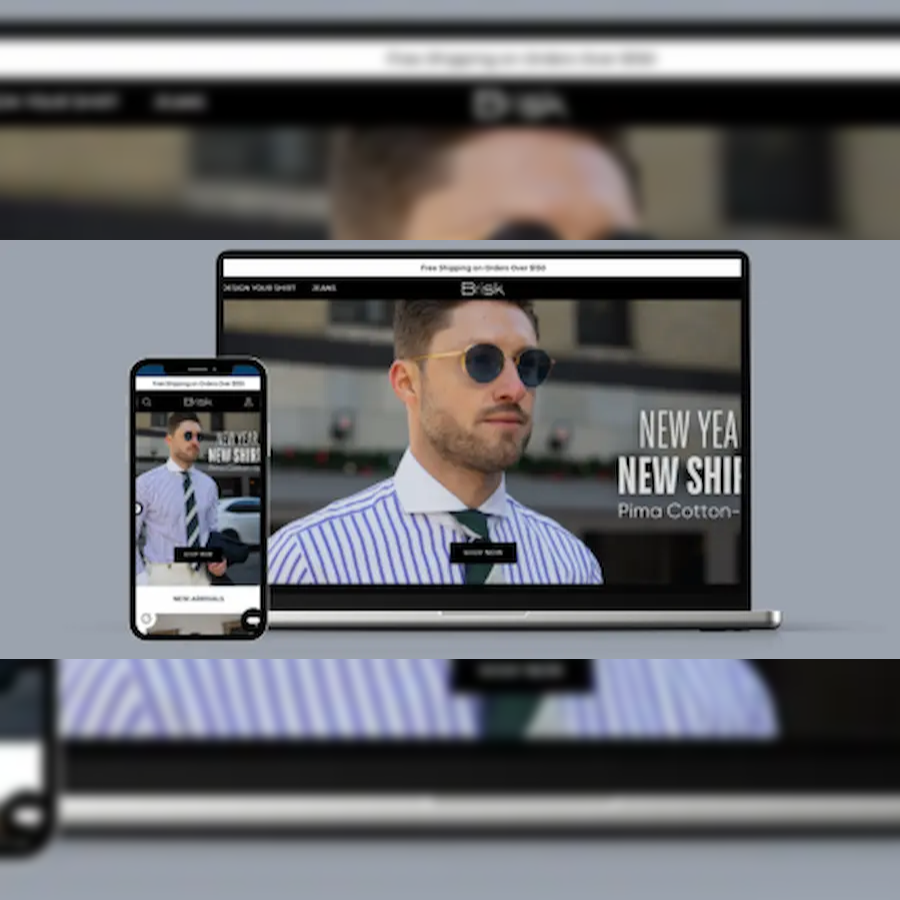 Free Shipping on Orders Over $150
DESIGN YOUR SHIRT JEANS
Brisk
NEW YEA
NEW SHIR
Pima Cotton-
SHOP NOW
Free Shipping on Orders Over $150
Brisk
NEW YEAR
NEW SHIRT
SHOP NOW
NEW ARRIVALS